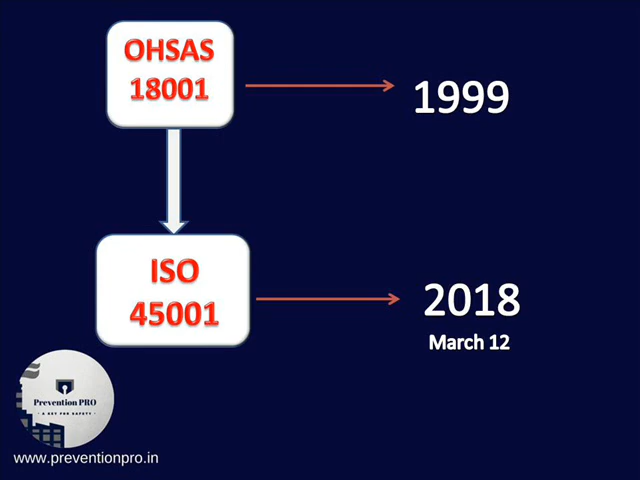 OHSAS
18001
1999
ISO
45001
2018
March 12
Prevention PRO
• A KEY FOR SAFETY •
www.preventionpro.in